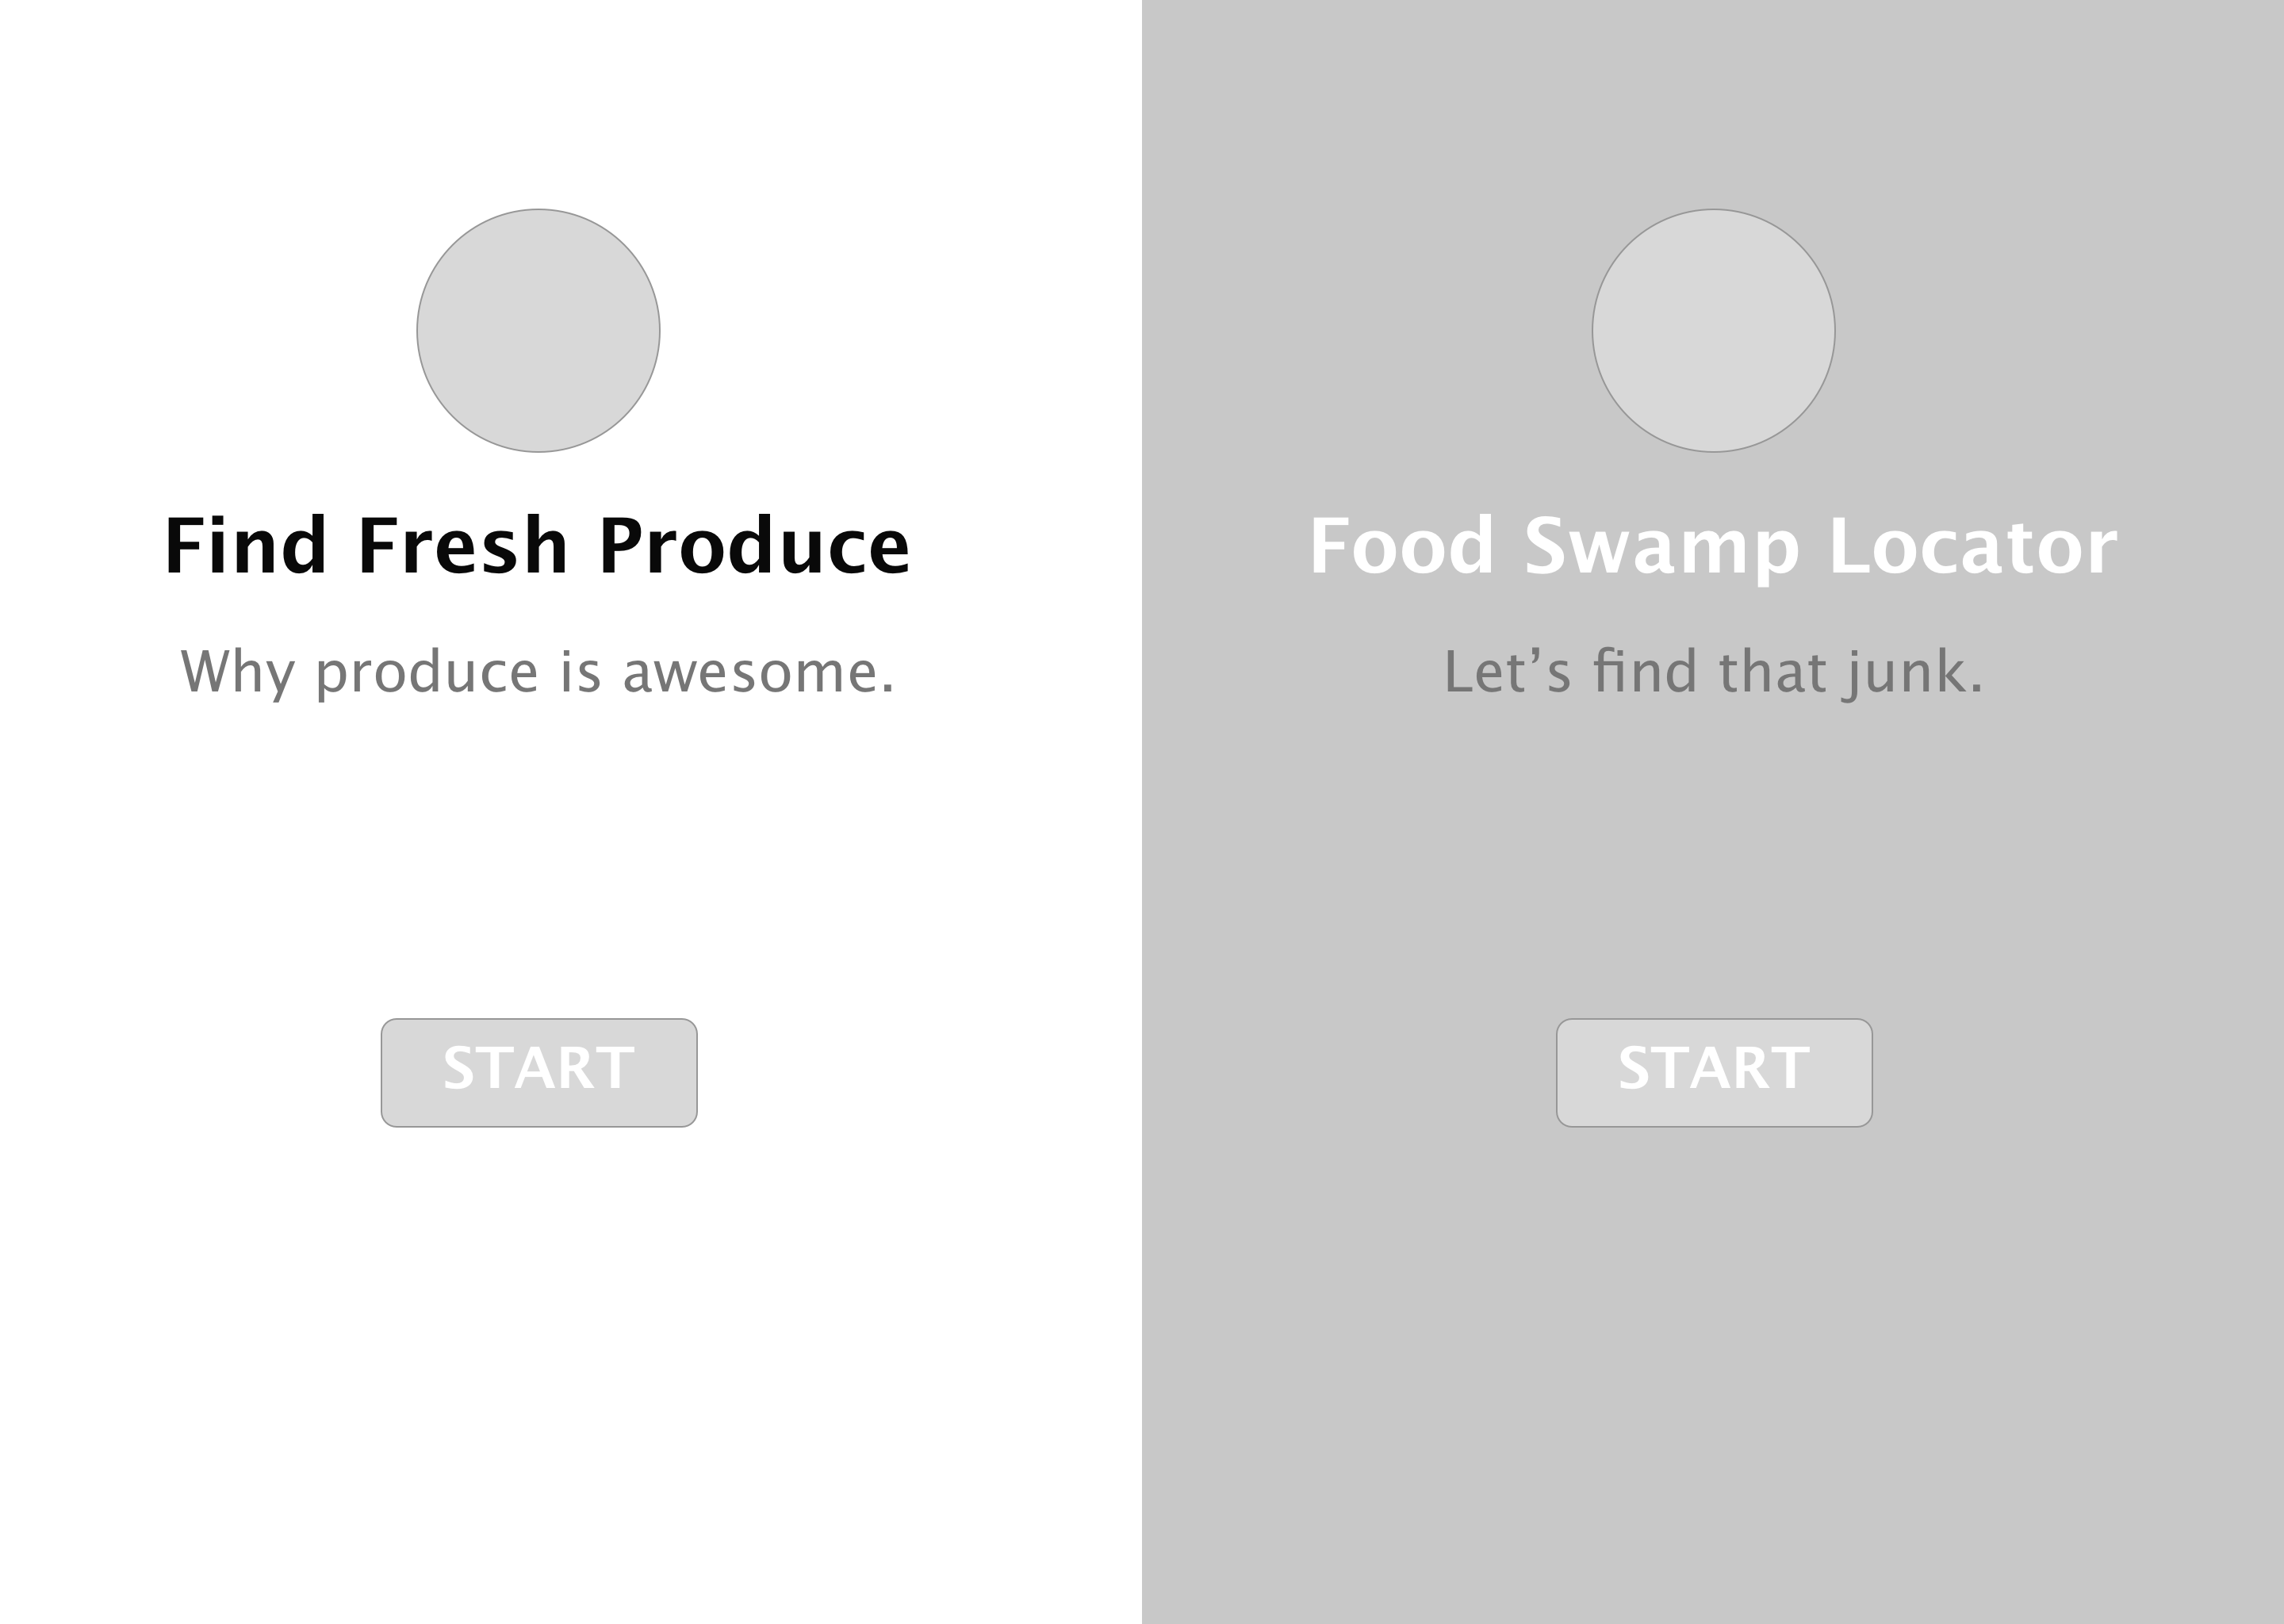 Find Fresh Produce
Why produce is awesome.
START
Food Swamp Locator
Let’s find that junk.
START